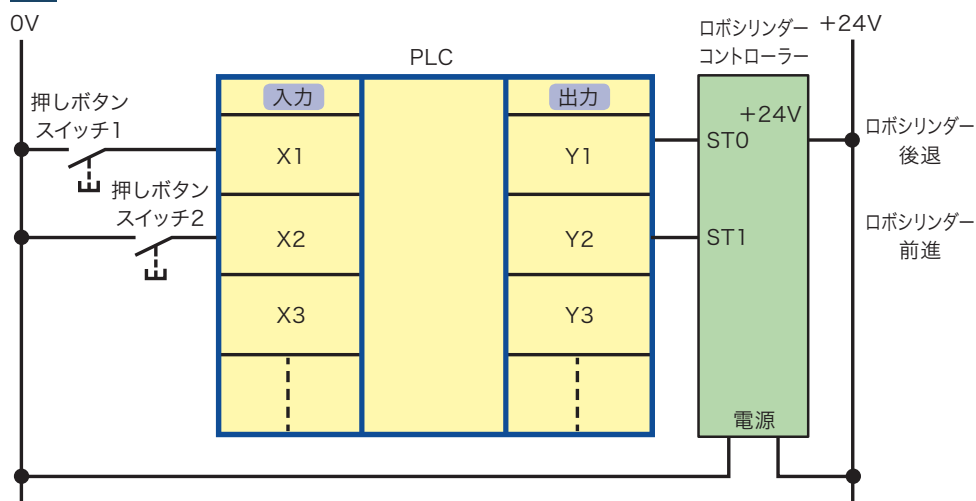 0V
ロボシリンダー
コントローラー
+24V
PLC
押しボタン
スイッチ1
入力
出力
X1
Y1
+24V
ST0
ロボシリンダー
後退
押しボタン
スイッチ2
X2
Y2
ST1
ロボシリンダー
前進
X3
Y3
電源